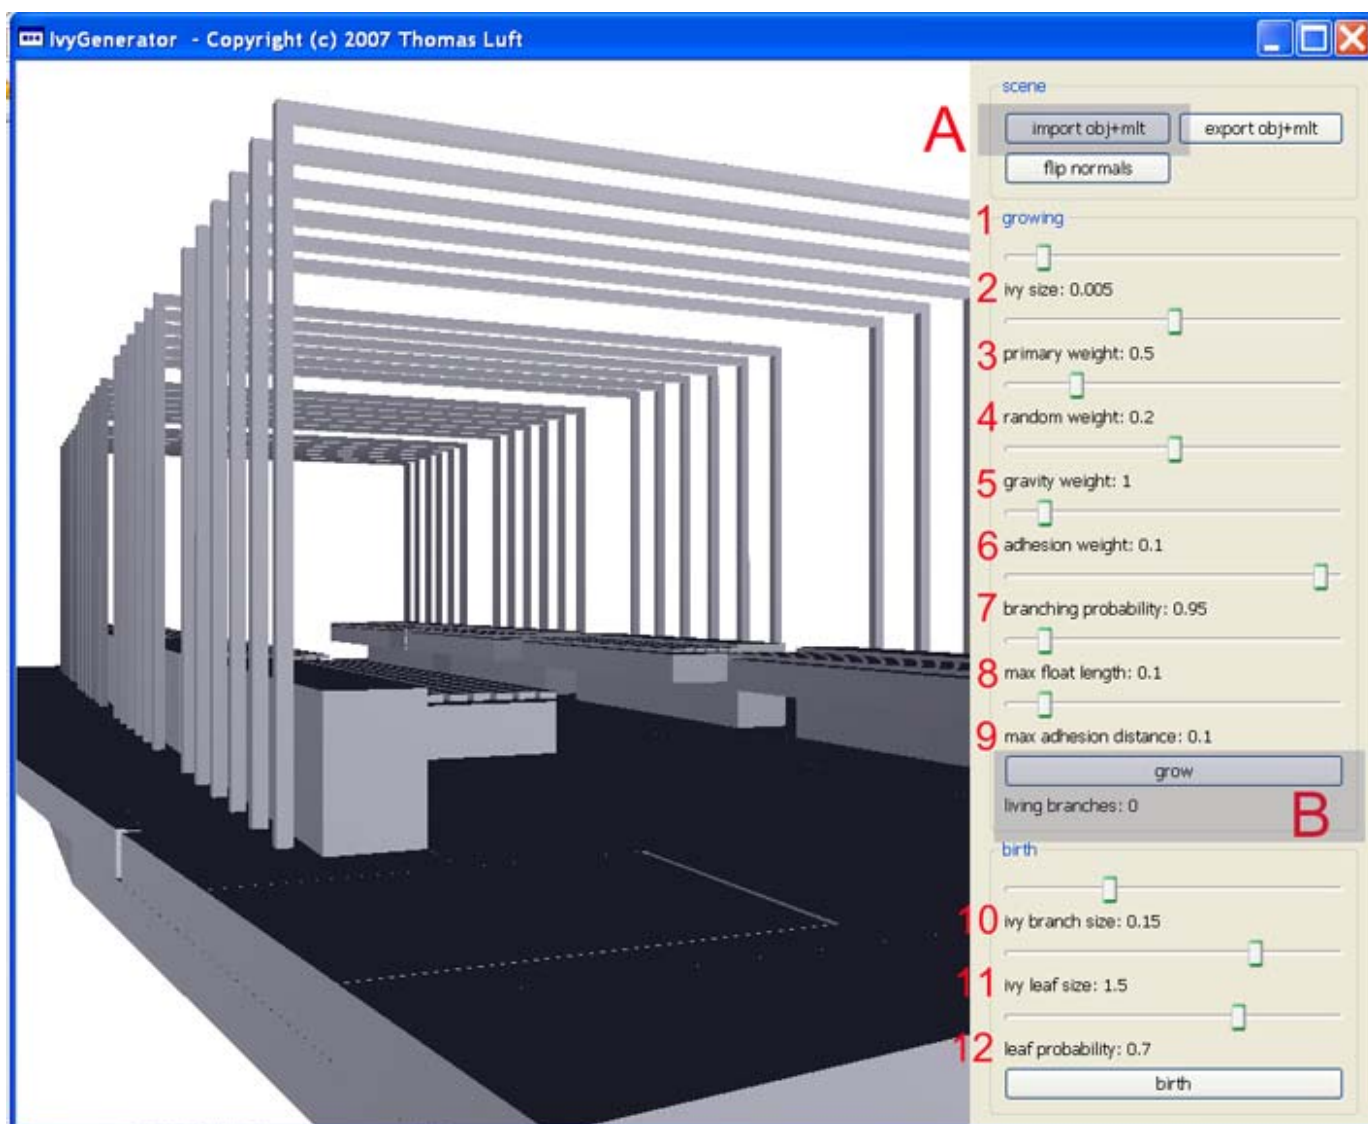 IvyGenerator - Copyright (c) 2007 Thomas Luft
scene
A
import obj+mlt export obj+mlt
flip normals
1 growing
2 ivy size: 0.005
3 primary weight: 0.5
4 random weight: 0.2
5 gravity weight: 1
6 adhesion weight: 0.1
7 branching probability: 0.95
8 max float length: 0.1
9 max adhesion distance: 0.1
grow
living branches: 0 B
birth
10 ivy branch size: 0.15
11 ivy leaf size: 1.5
12 leaf probability: 0.7
birth